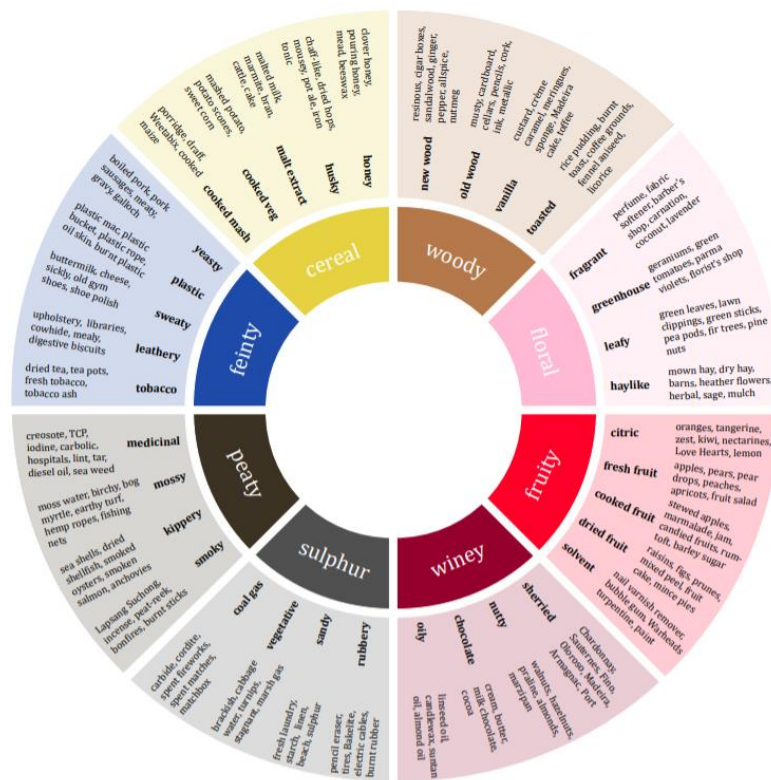 cereal
honey
clover honey,
pouring honey,
mead, beeswax
husky
chaff-like, dried hops,
mousey, pot ale, iron
tonic
malt extract
malted milk,
marmite, bran,
cattle, cake
cooked veg
mashed potato,
potato scones,
sweet corn
cooked mash
porridge, draff,
Weetabix, cooked
maize
woody
new wood
resinous, cigar boxes,
sandalwood, ginger,
pepper, allspice,
nutmeg
old wood
musty, cardboard,
cellars, pencils, cork,
ink, metallic
vanilla
custard, crème
caramel, meringues,
sponge, Madeira
cake, toffee
toasted
rice pudding, burnt
toast, coffee grounds,
fennel aniseed,
licorice
floral
fragrant
perfume, fabric
softener, barber's
shop, carnation,
coconut, lavender
greenhouse
geraniums, green
tomatoes, parma
violets, florist's shop
leafy
green leaves, lawn
clippings, green sticks,
pea pods, fir trees, pine
nuts
haylike
mown hay, dry hay,
barns, heather flowers,
herbal, sage, mulch
fruity
citric
oranges, tangerine,
zest, kiwi, nectarines,
Love Hearts, lemon
fresh fruit
apples, pears, pear
drops, peaches,
apricots, fruit salad
cooked fruit
stewed apples,
marmalade, jam,
candied fruits, rum-
toft, barley sugar
dried fruit
raisins, figs, prunes,
mixed peel, fruit
cake, mince pies
solvent
nail varnish remover,
bubble gum, Warheads
turpentine, paint
winey
sherried
Chardonnay,
Sauternes, Fino,
Oloroso, Madeira,
Armagnac, Port
nutty
walnuts, hazelnuts,
praline, almonds,
marzipan
chocolate
cream, butter,
milk chocolate,
cocoa
oily
linseed oil,
candlewax, suntan
oil, almond oil
sulphur
rubbery
pencil eraser,
tires, Bakelite,
electric cables,
burnt rubber
sandy
fresh laundry,
starch, linen,
beach, sulphur
vegetative
brackish, cabbage
water, turnips,
stagnant, marsh gas
coal gas
carbide, cordite,
spent fireworks,
spent matches,
matchbox
peaty
smoky
Lapsang Suchong,
incense, peat-reek,
bonfires, burnt sticks
kippery
sea shells, dried
shellfish, smoked
oysters, smoken
salmon, anchovies
mossy
moss water, birchy, bog
myrtle, earthy turf,
hemp ropes, fishing
nets
medicinal
creosote, TCP,
iodine, carbolic,
hospitals, lint, tar,
diesel oil, sea weed
feinty
tobacco
dried tea, tea pots,
fresh tobacco,
tobacco ash
leathery
upholstery, libraries,
cowhide, mealy,
digestive biscuits
sweaty
buttermilk, cheese,
sickly, old gym
shoes, shoe polish
plastic
plastic mac, plastic
bucket, plastic rope,
oil skin, burnt plastic
yeasty
boiled pork, pork
sausages, meaty,
gravy, galloch